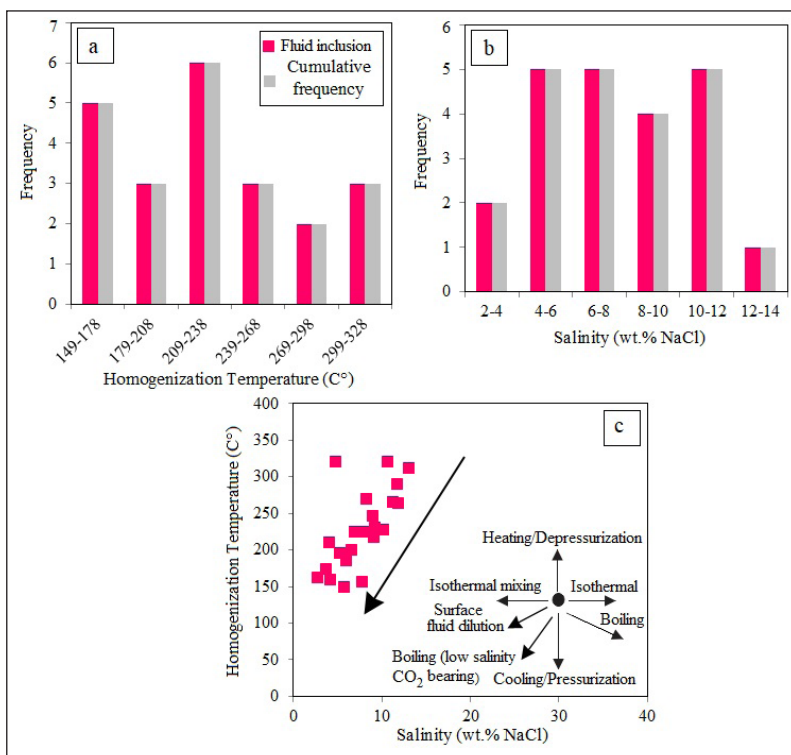 a
7
6
5
4
3
2
1
0
Frequency
Fluid inclusion
Cumulative
frequency
149-178
179-208
209-238
239-268
269-298
299-328
Homogenization Temperature (C°)
b
6
5
4
3
2
1
0
Frequency
2-4
4-6
6-8
8-10
10-12
12-14
Salinity (wt.% NaCl)
c
400
350
300
250
200
150
100
50
0
Homogenization Temperature (C°)
Heating/Depressurization
Isothermal mixing
Isothermal
Surface
fluid dilution
Boiling
Boiling (low salinity
CO₂ bearing)
Cooling/Pressurization
0
10
20
30
40
Salinity (wt.% NaCl)